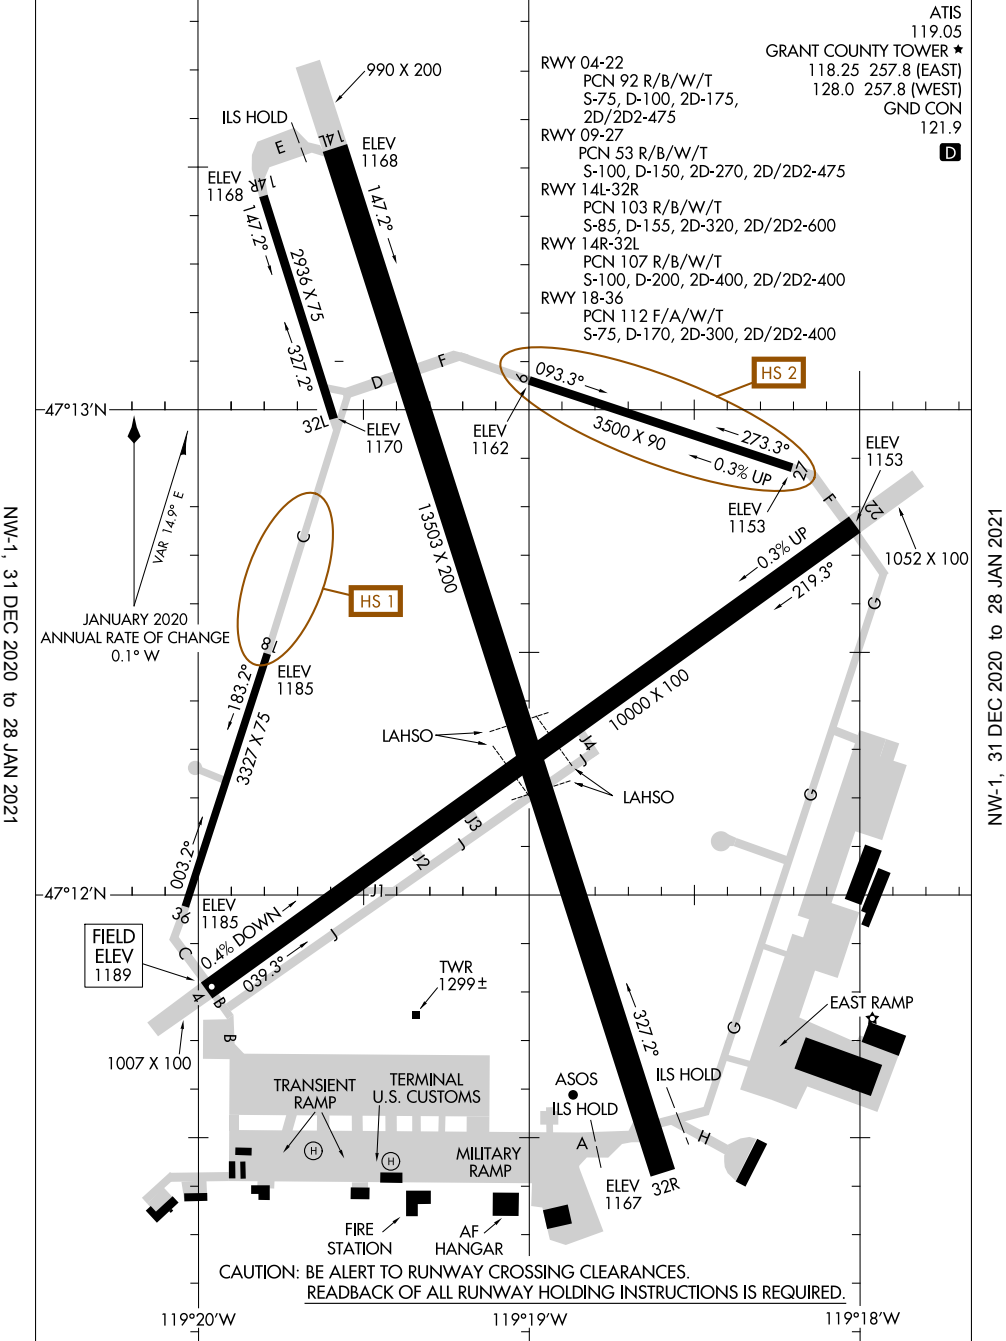 ATIS
119.05
GRANT COUNTY TOWER ★
118.25 257.8 (EAST)
128.0 257.8 (WEST)
GND CON
121.9
D
RWY 04-22
PCN 92 R/B/W/T
S-75, D-100, 2D-175,
2D/2D2-475
RWY 09-27
PCN 53 R/B/W/T
S-100, D-150, 2D-270, 2D/2D2-475
RWY 14L-32R
PCN 103 R/B/W/T
S-85, D-155, 2D-320, 2D/2D2-600
RWY 14R-32L
PCN 107 R/B/W/T
S-100, D-200, 2D-400, 2D/2D2-400
RWY 18-36
PCN 112 F/A/W/T
S-75, D-170, 2D-300, 2D/2D2-400
990 X 200
ILS HOLD
E
14L
ELEV
1168
ELEV
1168
14R
147.2°
147.2°
2936 X 75
327.2°
D
F
32L
ELEV
1170
9
093.3°
HS 2
ELEV
1162
3500 X 90
273.3°
0.3% UP
27
ELEV
1153
ELEV
1153
F
22
1052 X 100
47°13'N
VAR 14.9° E
JANUARY 2020
ANNUAL RATE OF CHANGE
0.1° W
C
HS 1
13503 X 200
0.3% UP
219.3°
G
18
ELEV
1185
183.2°
3327 X 75
10000 X 100
LAHSO
J4
J
LAHSO
G
J3
J
J2
003.2°
47°12'N
J1
36
ELEV
1185
C
0.4% DOWN
J
039.3°
FIELD
ELEV
1189
4
B
B
1007 X 100
TWR
1299±
327.2°
G
EAST RAMP
ILS HOLD
ASOS
ILS HOLD
TRANSIENT
RAMP
TERMINAL
U.S. CUSTOMS
H
H
MILITARY
RAMP
A
H
ELEV
1167
32R
FIRE
STATION
AF
HANGAR
CAUTION: BE ALERT TO RUNWAY CROSSING CLEARANCES.
READBACK OF ALL RUNWAY HOLDING INSTRUCTIONS IS REQUIRED.
119°20'W
119°19'W
119°18'W
NW-1, 31 DEC 2020 to 28 JAN 2021
NW-1, 31 DEC 2020 to 28 JAN 2021